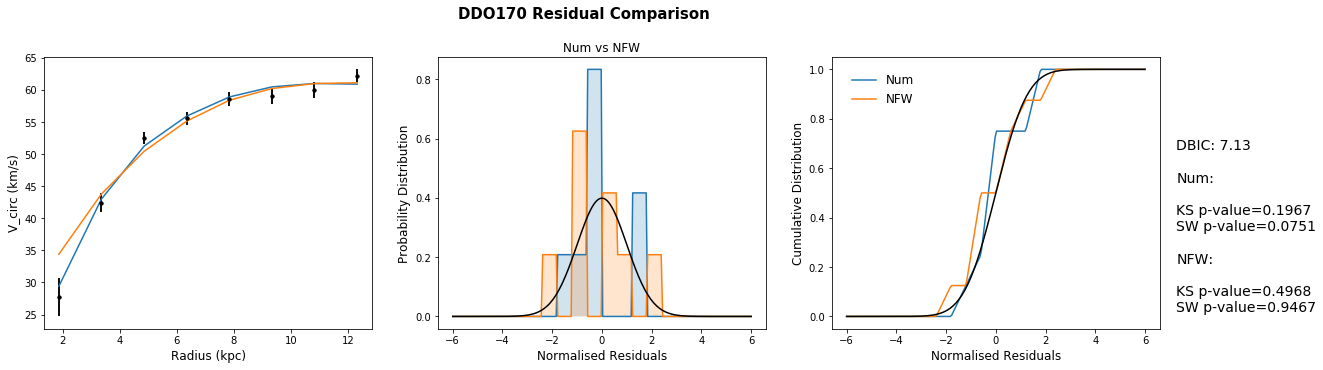 DDO170 Residual Comparison
65
60
55
50
45
40
35
30
25
V_circ (km/s)
2 4 6 8 10 12
Radius (kpc)
Num vs NFW
0.8
0.6
0.4
0.2
0.0
Probability Distribution
−6 −4 −2 0 2 4 6
Normalised Residuals
1.0
0.8
0.6
0.4
0.2
0.0
Cumulative Distribution
Num
NFW
−6 −4 −2 0 2 4 6
Normalised Residuals
DBIC: 7.13
Num:
KS p-value=0.1967
SW p-value=0.0751
NFW:
KS p-value=0.4968
SW p-value=0.9467